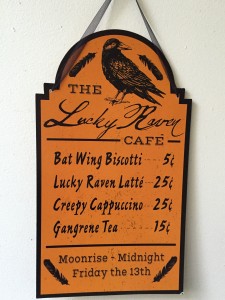 THE
Lucky Raven
CAFÉ
Bat Wing Biscotti 5¢
Lucky Raven Latté 25¢
Creepy Cappuccino 25¢
Gangrene Tea 15¢
Moonrise - Midnight
Friday the 13th